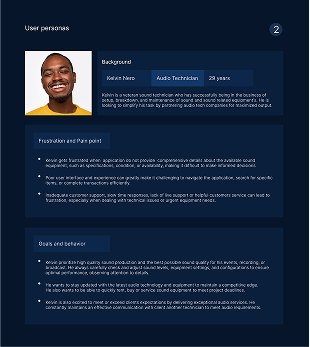 User personas
2
Background
Kelvin Nero
Audio Technician
29 years
Kelvin is a veteran sound technician who has successfully being in the business of
setup, breakdown, and maintenance of sound and sound related equipment's. He is
looking to simplify his task by partnering audio tech companies for maximized output.
Frustration and Pain point
Kelvin gets frustrated when application do not provide comprehensive details about the available sound
equipment, such as specifications, condition, or availability, making it difficult to make informed decisions.
Poor user interface and experience can greatly make it challenging to navigate the application, search for specific
items, or complete transactions efficiently.
Inadequate customer support, slow time responses, lack of live support or helpful customers service can lead to
frustration, especially when dealing with technical issues or urgent equipment needs.
Goals and behavior
Kelvin prioritize high quality sound production and the best possible sound quality for his events, recording, or
broadcast. He always carefully check and adjust sound levels, equipment settings, and configurations to ensure
optimal performance, observing attention to details.
He wants to stay updated with the latest audio technology and equipment to maintain a competitive edge.
He also wants to be able to quickly rent, buy or service sound equipment to meet project deadlines.
Kelvin is also excited to meet or exceed clients expectations by delivering exceptional audio services. He
constantly maintains an effective communication with client another technician to meet audio requirements.